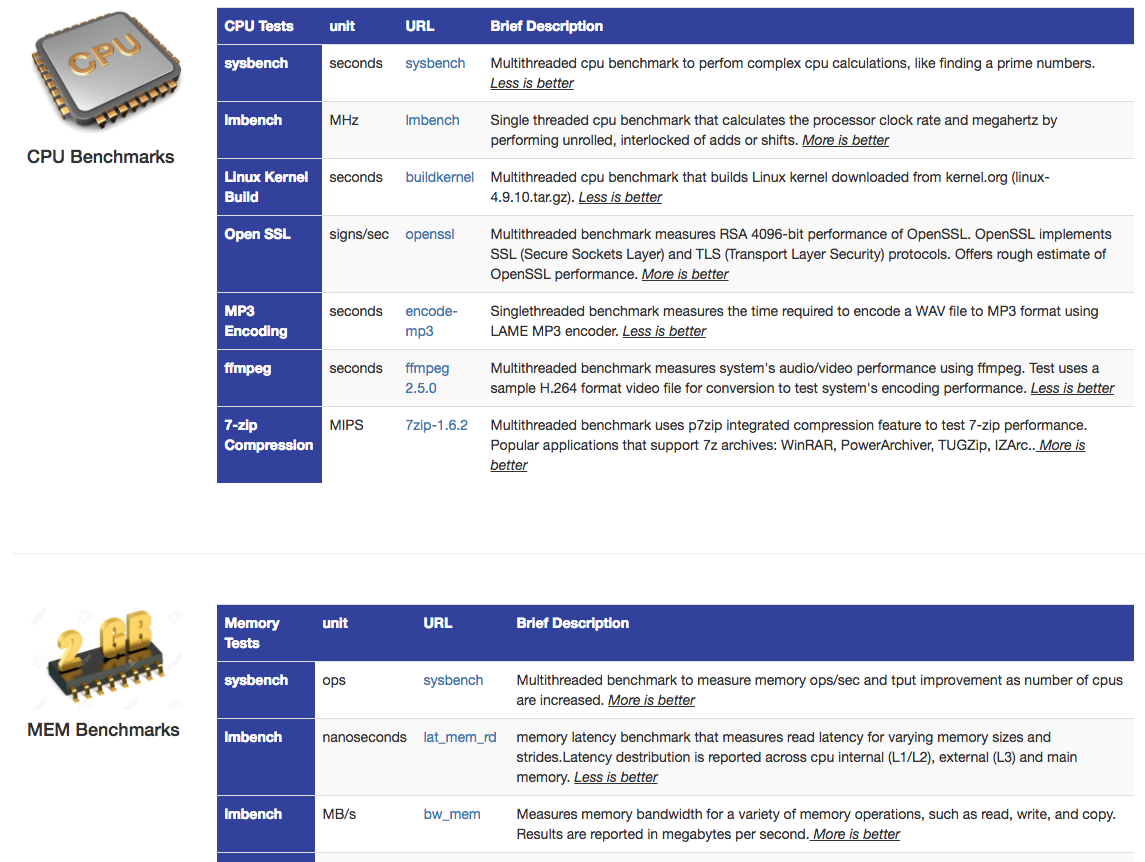 CPU
CPU Benchmarks
CPU Tests unit URL Brief Description
sysbench seconds sysbench Multithreaded cpu benchmark to perfom complex cpu calculations, like finding a prime numbers.
Less is better
lmbench MHz lmbench Single threaded cpu benchmark that calculates the processor clock rate and megahertz by
performing unrolled, interlocked of adds or shifts. More is better
Linux Kernel seconds buildkernel Multithreaded cpu benchmark that builds Linux kernel downloaded from kernel.org (linux-
Build 4.9.10.tar.gz). Less is better
Open SSL signs/sec openssl Multithreaded benchmark measures RSA 4096-bit performance of OpenSSL. OpenSSL implements
SSL (Secure Sockets Layer) and TLS (Transport Layer Security) protocols. Offers rough estimate of
OpenSSL performance. More is better
MP3 seconds encode- Singlethreaded benchmark measures the time required to encode a WAV file to MP3 format using
Encoding mp3 LAME MP3 encoder. Less is better
ffmpeg seconds ffmpeg Multithreaded benchmark measures system's audio/video performance using ffmpeg. Test uses a
2.5.0 sample H.264 format video file for conversion to test system's encoding performance. Less is better
7-zip MIPS 7zip-1.6.2 Multithreaded benchmark uses p7zip integrated compression feature to test 7-zip performance.
Compression Popular applications that support 7z archives: WinRAR, PowerArchiver, TUGZip, IZArc.. More is
better
2 GB
MEM Benchmarks
Memory unit URL Brief Description
Tests
sysbench ops sysbench Multithreaded benchmark to measure memory ops/sec and tput improvement as number of cpus
are increased. More is better
lmbench nanoseconds lat_mem_rd memory latency benchmark that measures read latency for varying memory sizes and
strides.Latency destribution is reported across cpu internal (L1/L2), external (L3) and main
memory. Less is better
lmbench MB/s bw_mem Measures memory bandwidth for a variety of memory operations, such as read, write, and copy.
Results are reported in megabytes per second. More is better